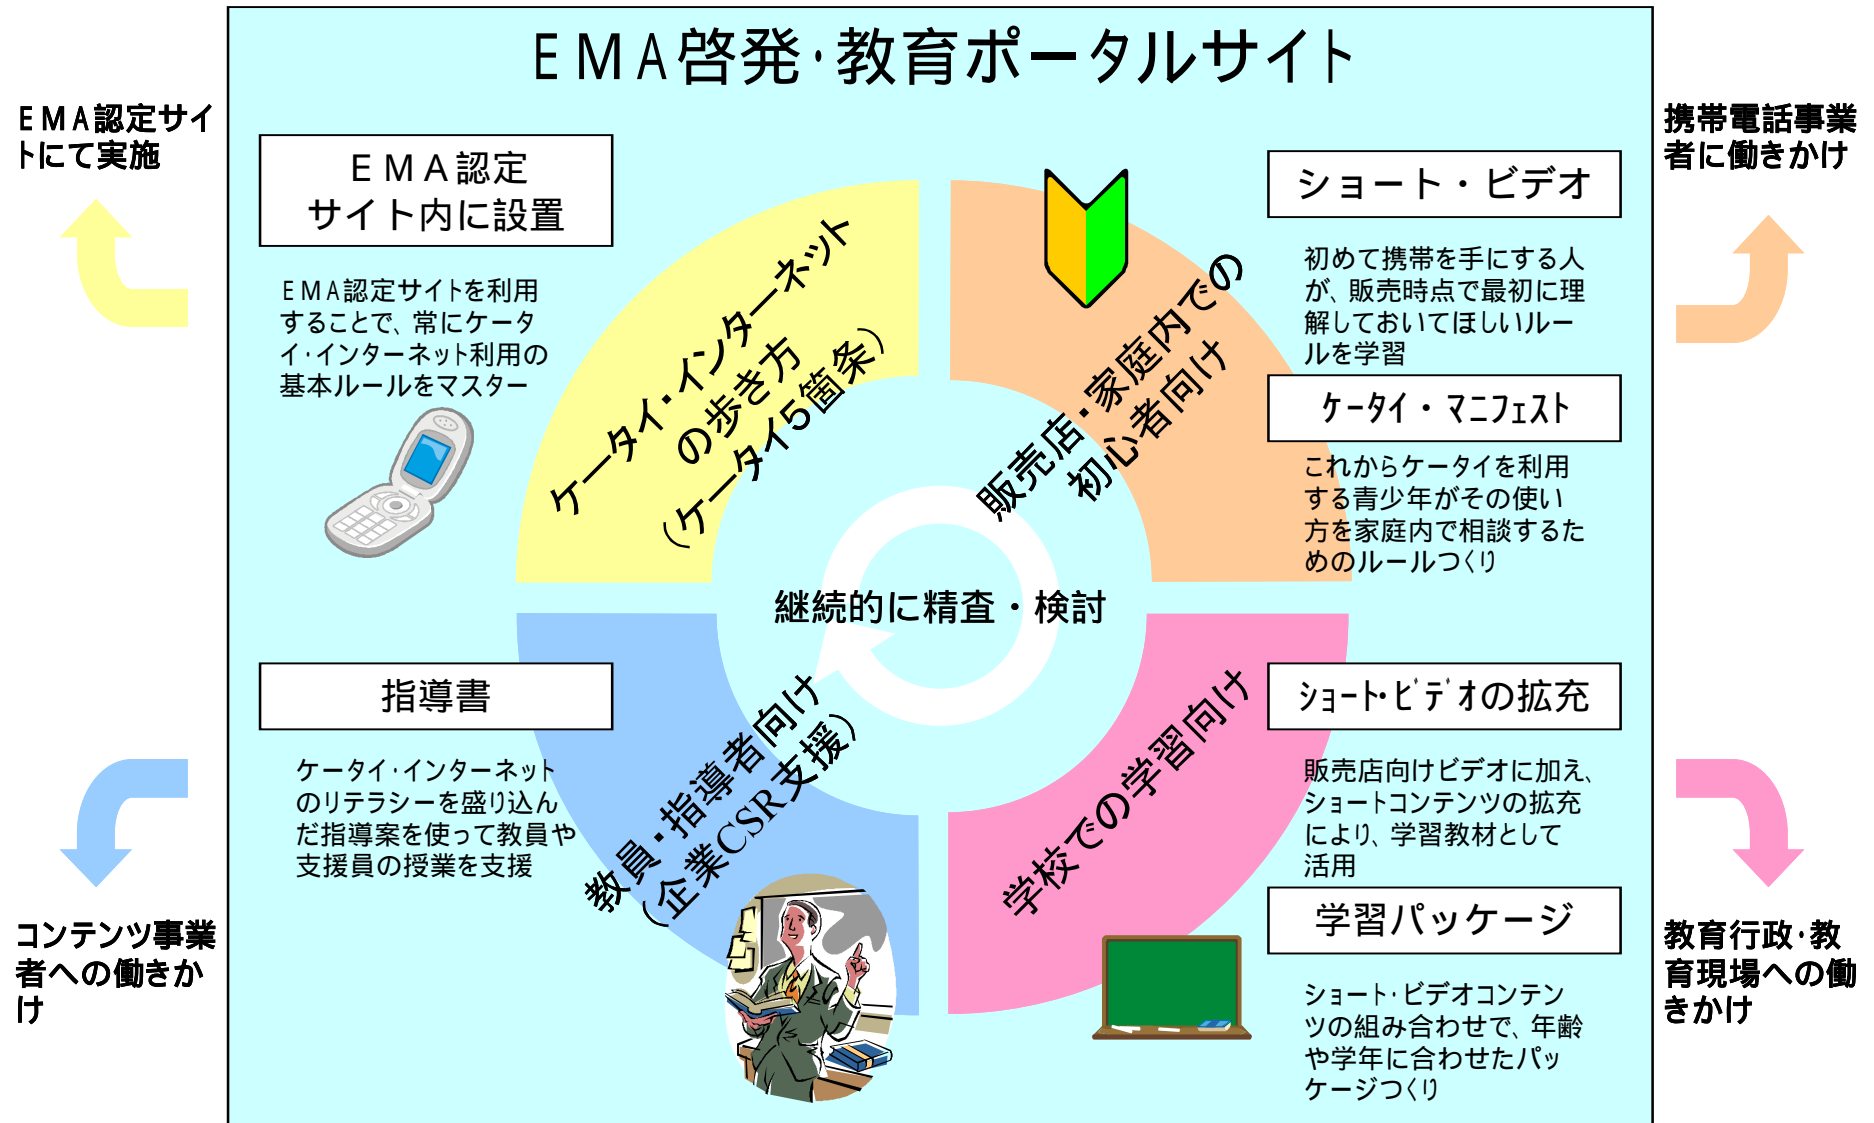 EMA啓発・教育ポータルサイト
EMA認定サイ
トにて実施
EMA認定
サイト内に設置
EMA認定サイトを利用
することで、常にケータ
イ・インターネット利用の
基本ルールをマスター
ケータイ・インターネット
の歩き方
（ケータイ5箇条）
販売店・家庭内での
初心者向け
ショート・ビデオ
初めて携帯を手にする人
が、販売時点で最初に理
解しておいてほしいルー
ルを学習
ケータイ・マニフェスト
これからケータイを利用
する青少年がその使い
方を家庭内で相談するた
めのルールつくり
携帯電話事業
者に働きかけ
継続的に精査・検討
指導書
ケータイ・インターネット
のリテラシーを盛り込ん
だ指導案を使って教員や
支援員の授業を支援
教員・指導者向け
（企業CSR支援）
コンテンツ事業
者への働きか
け
学校での学習向け
ショート・ビデオの拡充
販売店向けビデオに加え、
ショートコンテンツの拡充
により、学習教材として
活用
学習パッケージ
ショート・ビデオコンテン
ツの組み合わせで、年齢
や学年に合わせたパッ
ケージつくり
教育行政・教
育現場への働
きかけ